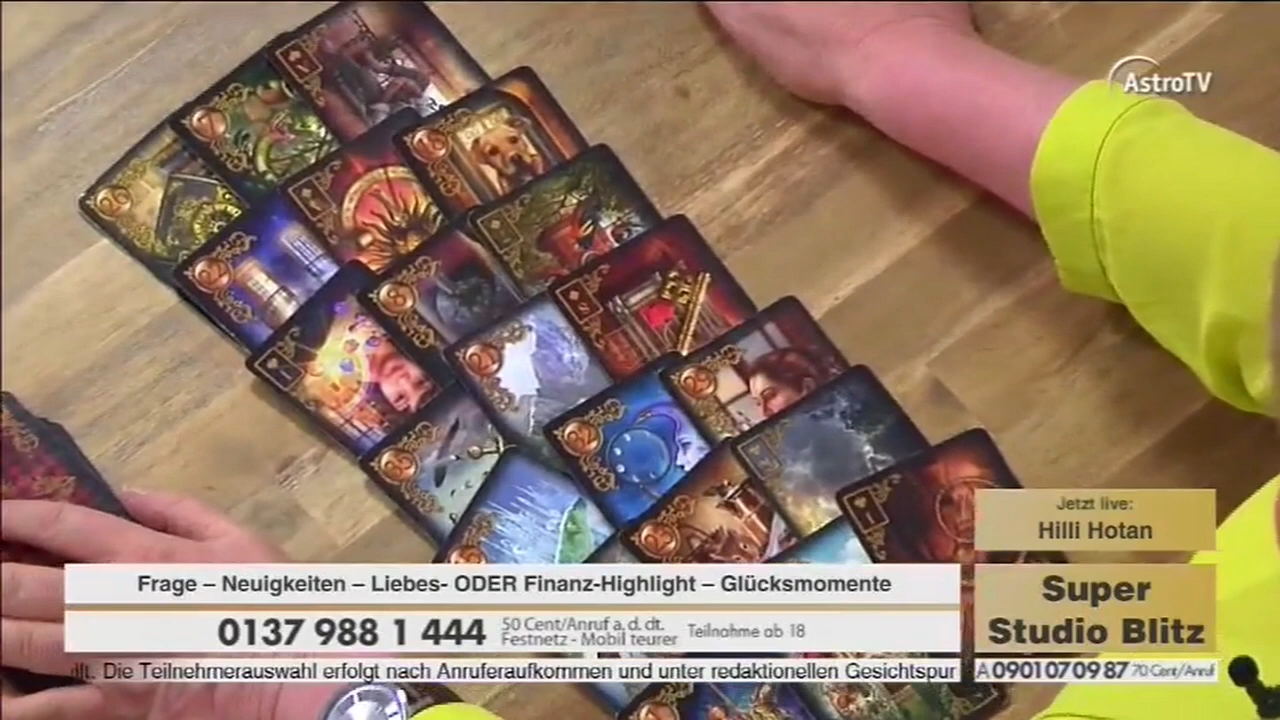 AstroTV
Jetzt live:
Hilli Hotan
Super
Studio Blitz
Frage – Neuigkeiten – Liebes- ODER Finanz-Highlight – Glücksmomente
0137 988 1 444
50 Cent/Anruf a. d. dt.
Festnetz - Mobil teurer
Teilnahme ab 18
llt. Die Teilnehmerauswahl erfolgt nach Anruferaufkommen und unter redaktionellen Gesichtspur
A 0901 07 09 87 70 Cent/Anruf